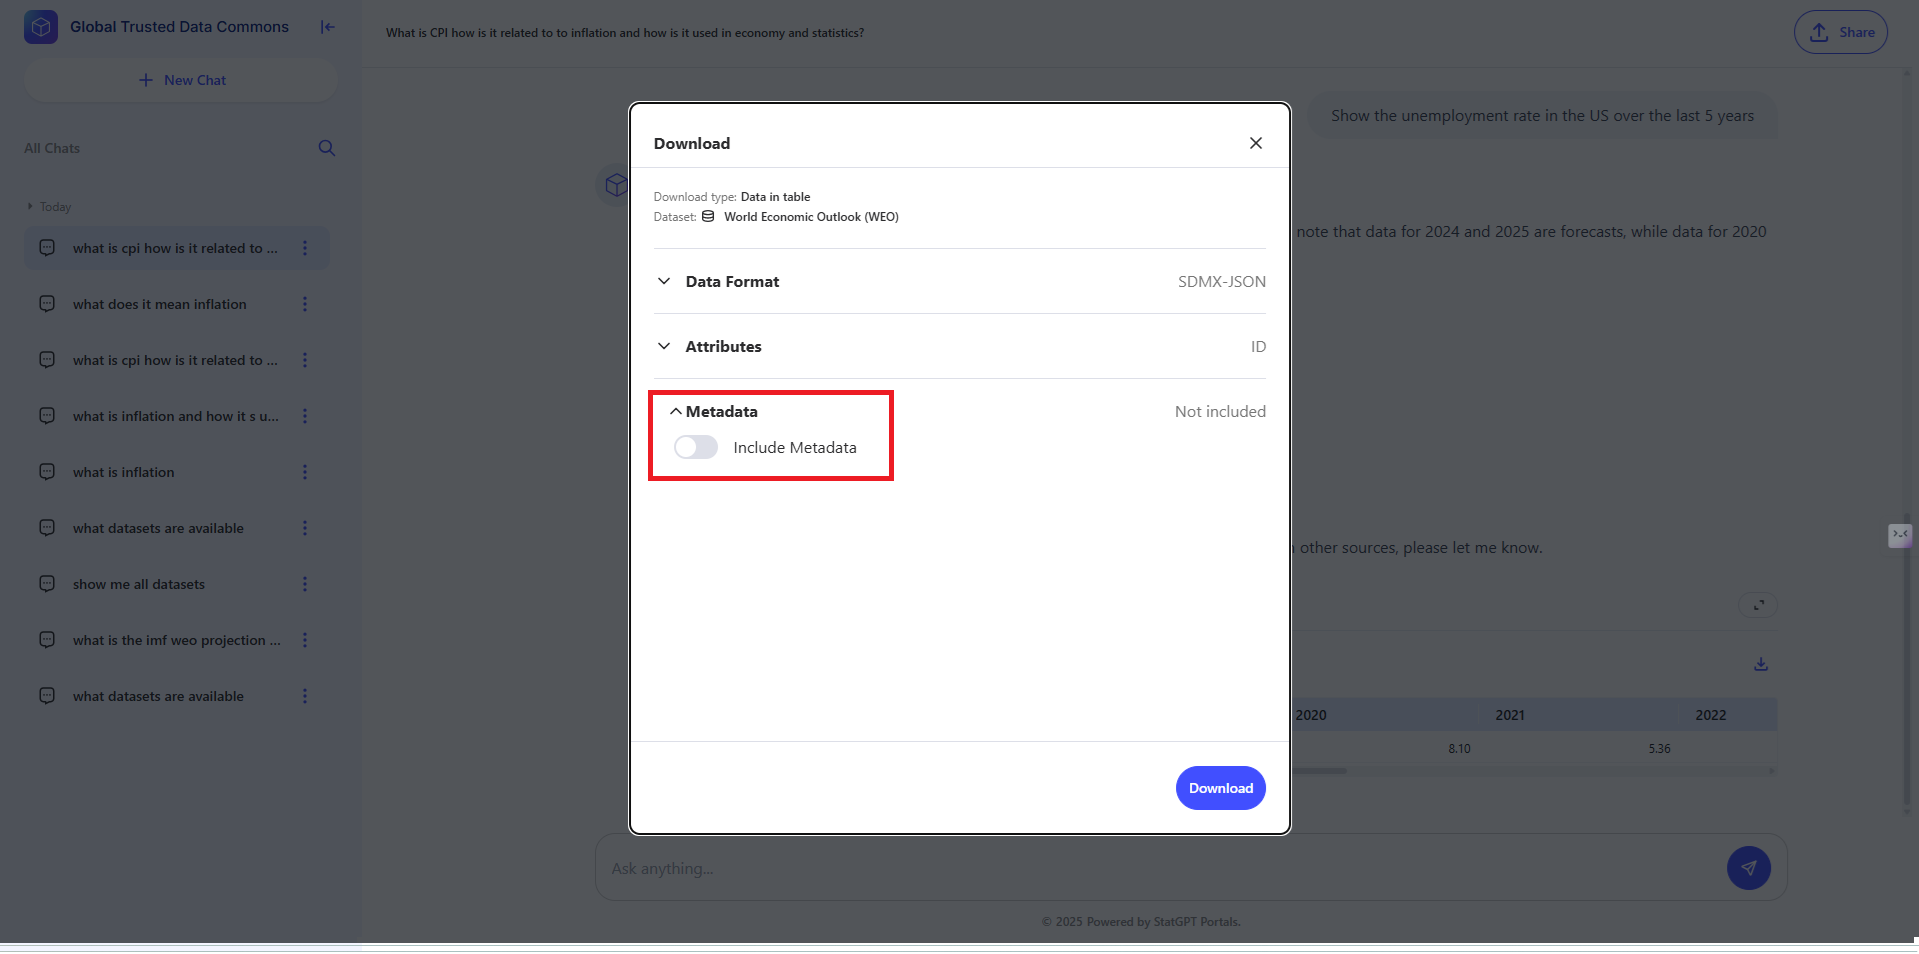 Global Trusted Data Commons
New Chat
All Chats
Today
what is cpi how is it related to ...
what does it mean inflation
what is cpi how is it related to ...
what is inflation and how it s u...
what is inflation
what datasets are available
show me all datasets
what is the imf weo projection ...
what datasets are available
What is CPI how is it related to to inflation and how is it used in economy and statistics?
Share
Show the unemployment rate in the US over the last 5 years
note that data for 2024 and 2025 are forecasts, while data for 2020
other sources, please let me know.
2020 2021 2022
8.10 5.36
Download
Download type: Data in table
Dataset: World Economic Outlook (WEO)
Data Format SDMX-JSON
Attributes ID
Metadata Not included
Include Metadata
Download
Ask anything...
© 2025 Powered by StatGPT Portals.